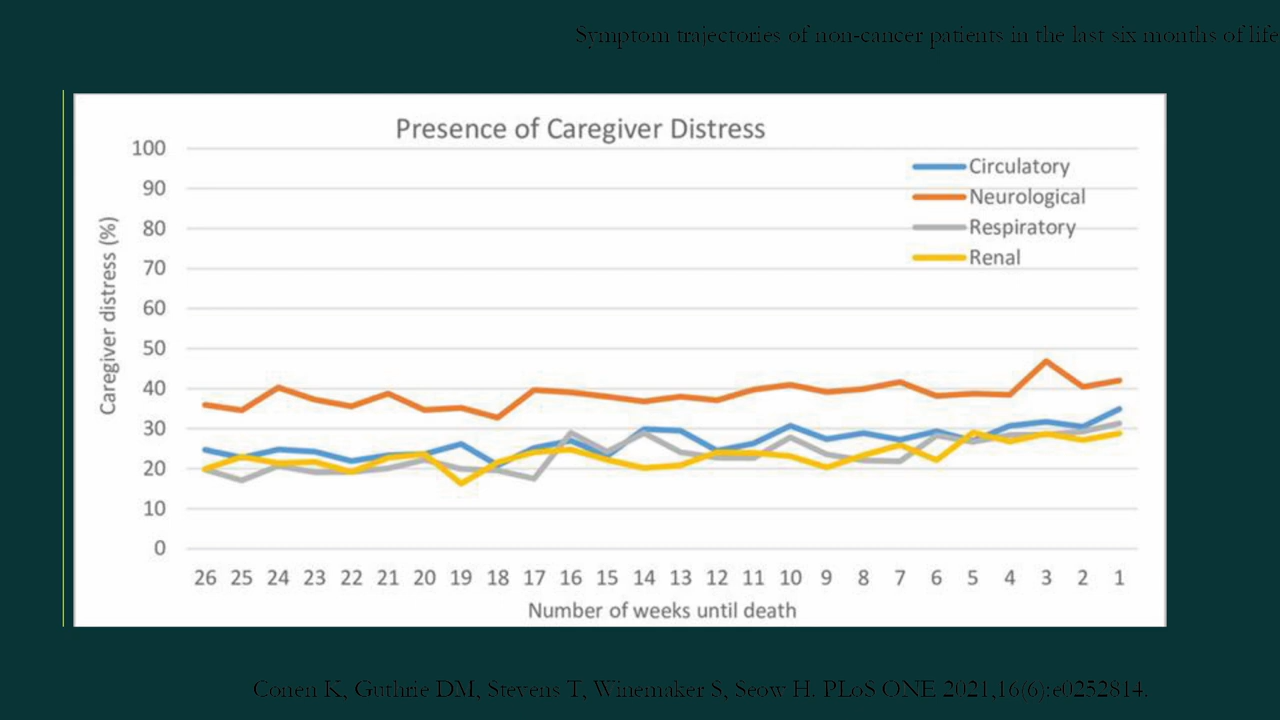 Symptom trajectories of non-cancer patients in the last six months of life
Presence of Caregiver Distress
Circulatory
Neurological
Respiratory
Renal
Caregiver distress (%)
100
90
80
70
60
50
40
30
20
10
0
26 25 24 23 22 21 20 19 18 17 16 15 14 13 12 11 10 9 8 7 6 5 4 3 2 1
Number of weeks until death
Conen K, Guthrie DM, Stevens T, Winemaker S, Seow H. PLoS ONE 2021,16(6):e0252814.